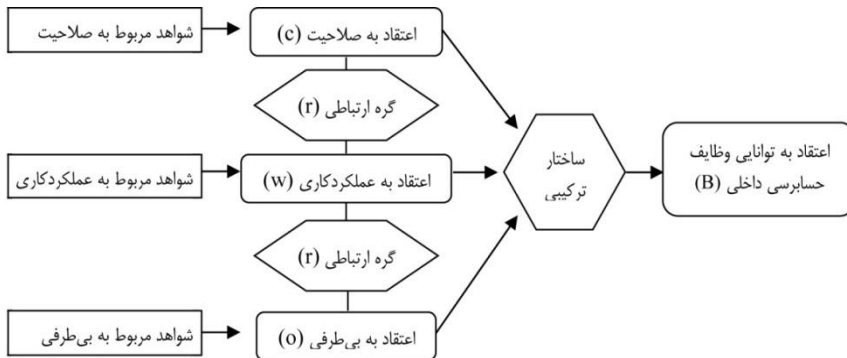 شواهد مربوط به صلاحیت
اعتقاد به صلاحیت (c)
گره ارتباطی (r)
شواهد مربوط به عملکردکاری
اعتقاد به عملکردکاری (w)
ساختار
ترکیبی
اعتقاد به توانایی وظایف
حسابرسی داخلی (B)
گره ارتباطی (r)
شواهد مربوط به بی‌طرفی
اعتقاد به بی‌طرفی (o)